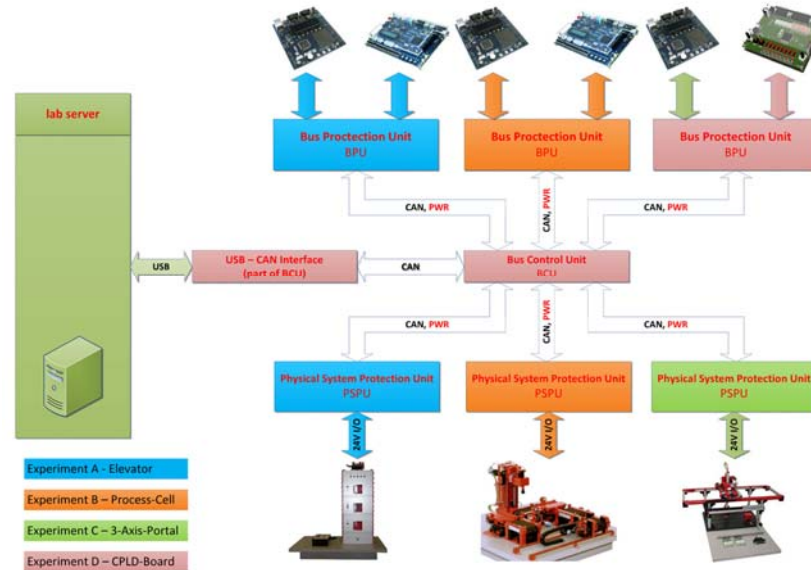 lab server
Bus Proctection Unit
BPU
Bus Proctection Unit
BPU
Bus Proctection Unit
BPU
CAN, PWR
CAN, PWR
CAN, PWR
USB
USB – CAN Interface
(part of BCU)
CAN
Bus Control Unit
BCU
CAN, PWR
CAN, PWR
CAN, PWR
Physical System Protection Unit
PSPU
Physical System Protection Unit
PSPU
Physical System Protection Unit
PSPU
24V I/O
24V I/O
24V I/O
Experiment A - Elevator
Experiment B – Process-Cell
Experiment C – 3-Axis-Portal
Experiment D – CPLD-Board